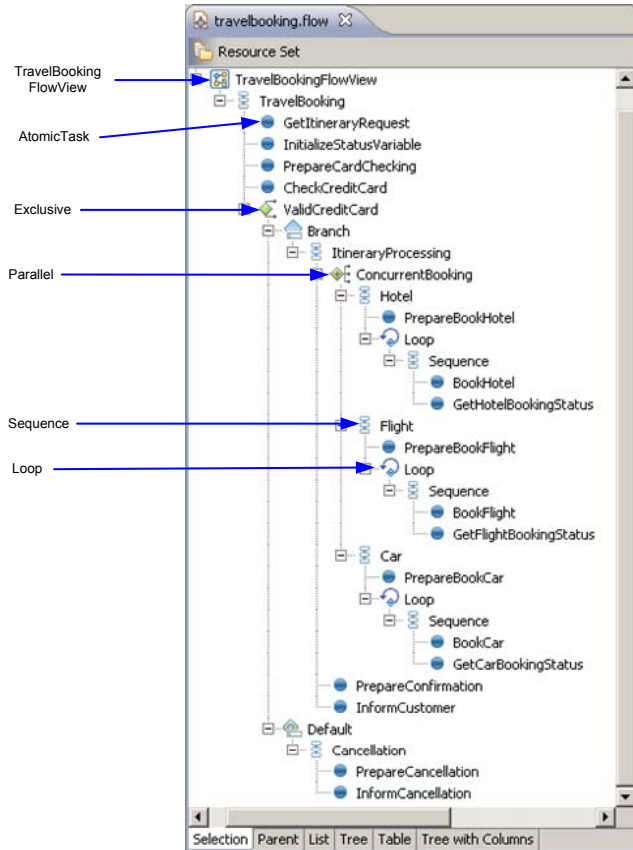 travelbooking.flow
Resource Set
TravelBooking
FlowView
TravelBookingFlowView
TravelBooking
AtomicTask
GetItineraryRequest
InitializeStatusVariable
PrepareCardChecking
CheckCreditCard
Exclusive
ValidCreditCard
Branch
ItineraryProcessing
Parallel
ConcurrentBooking
Hotel
PrepareBookHotel
Loop
Sequence
BookHotel
GetHotelBookingStatus
Sequence
Flight
PrepareBookFlight
Loop
Loop
Sequence
BookFlight
GetFlightBookingStatus
Car
PrepareBookCar
Loop
Sequence
BookCar
GetCarBookingStatus
PrepareConfirmation
InformCustomer
Default
Cancellation
PrepareCancellation
InformCancellation
Selection Parent List Tree Table Tree with Columns